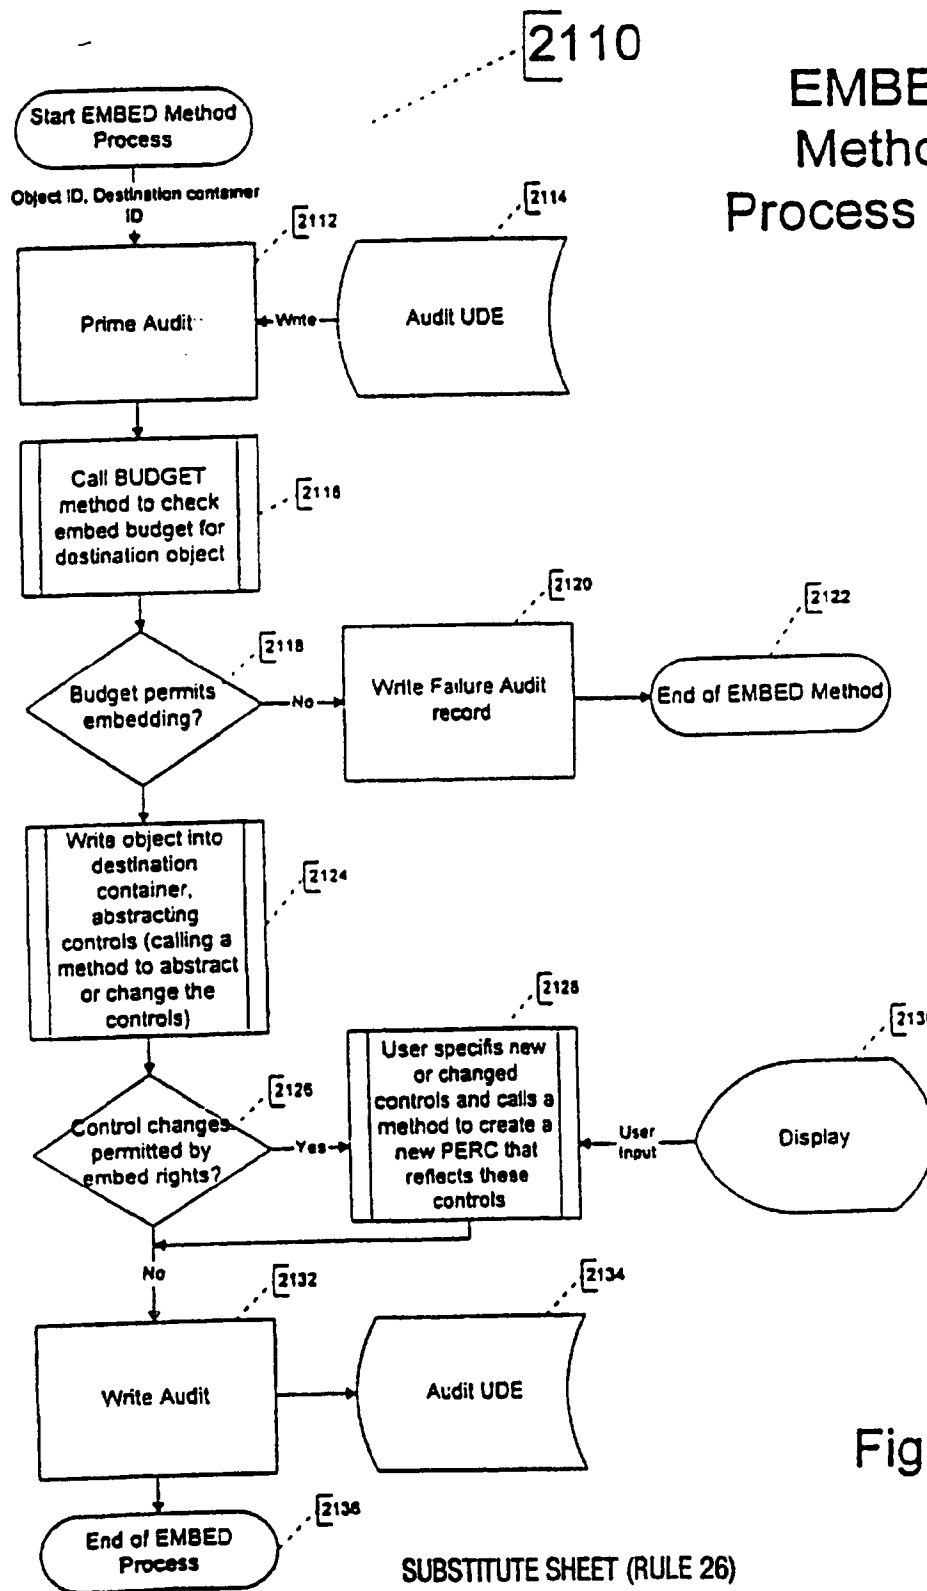 2110
EMBE
Metho
Process
Start EMBED Method
Process
Object ID, Destination container
ID
2112
2114
Prime Audit
Write
Audit UDE
Call BUDGET
method to check
embed budget for
dostination object
2116
2120
2122
2118
Budget permits
embedding?
No
Write Failure Audit
record
End of EMBED Method
Write object into
destination
container,
abstracting
controls (calling a
method to abstract
or change the
controls)
2124
2128
213
2126
User specifis new
or changed
controls and calls a
method to create a
new PERC that
reflects these
controls
Control changes
permitted by
embed rights?
Yes
User
Input
Display
No
2132
2134
Write Audit
Audit UDE
Fig
2136
End of EMBED
Process
SUBSTITUTE SHEET (RULE 26)